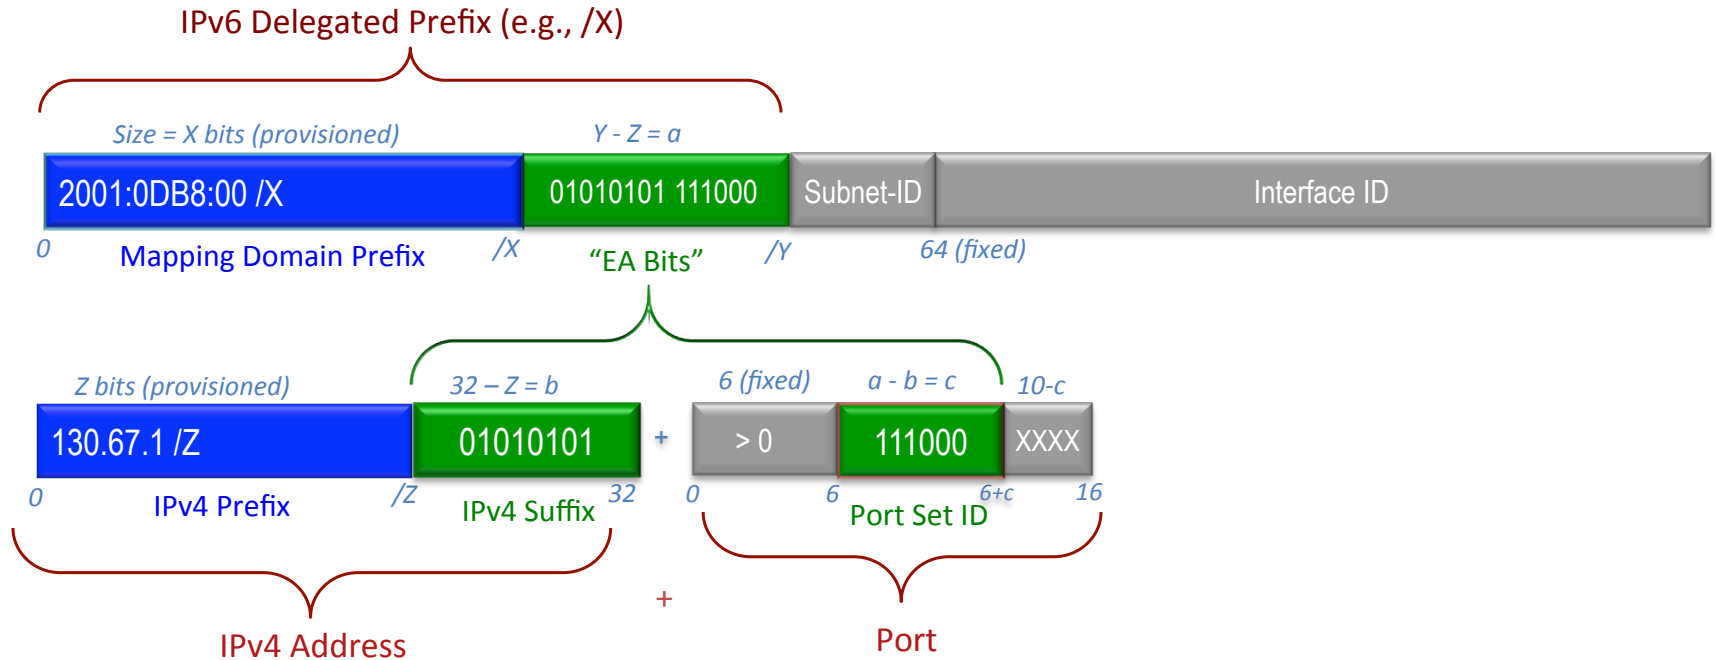 IPv6 Delegated Prefix (e.g., /X)
Size = X bits (provisioned)
Y - Z = a
2001:0DB8:00 /X
01010101 111000
Subnet-ID
Interface ID
0
Mapping Domain Prefix
/X
“EA Bits”
/Y
64 (fixed)
Z bits (provisioned)
32 – Z = b
6 (fixed)
a - b = c
10-c
130.67.1 /Z
01010101
+
> 0
111000
XXXX
0
IPv4 Prefix
/Z
IPv4 Suffix
32
0
6
Port Set ID
6+c
16
+
IPv4 Address
Port